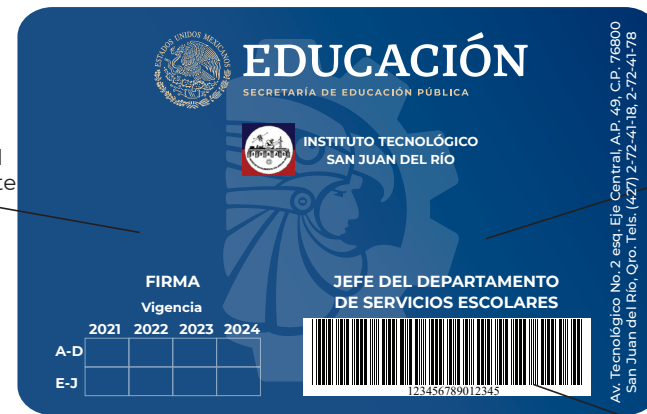 ESTADOS UNIDOS MEXICANOS
EDUCACIÓN
SECRETARÍA DE EDUCACIÓN PÚBLICA
INSTITUTO TECNOLÓGICO
SAN JUAN DEL RÍO
FIRMA
Vigencia
2021 2022 2023 2024
A-D
E-J
JEFE DEL DEPARTAMENTO
DE SERVICIOS ESCOLARES
123456789012345
Av. Tecnológico No. 2 esq. Eje Central, A.P. 49, C.P. 76800
San Juan del Río, Qro. Tels. (427) 2-72-41-18, 2-72-41-78